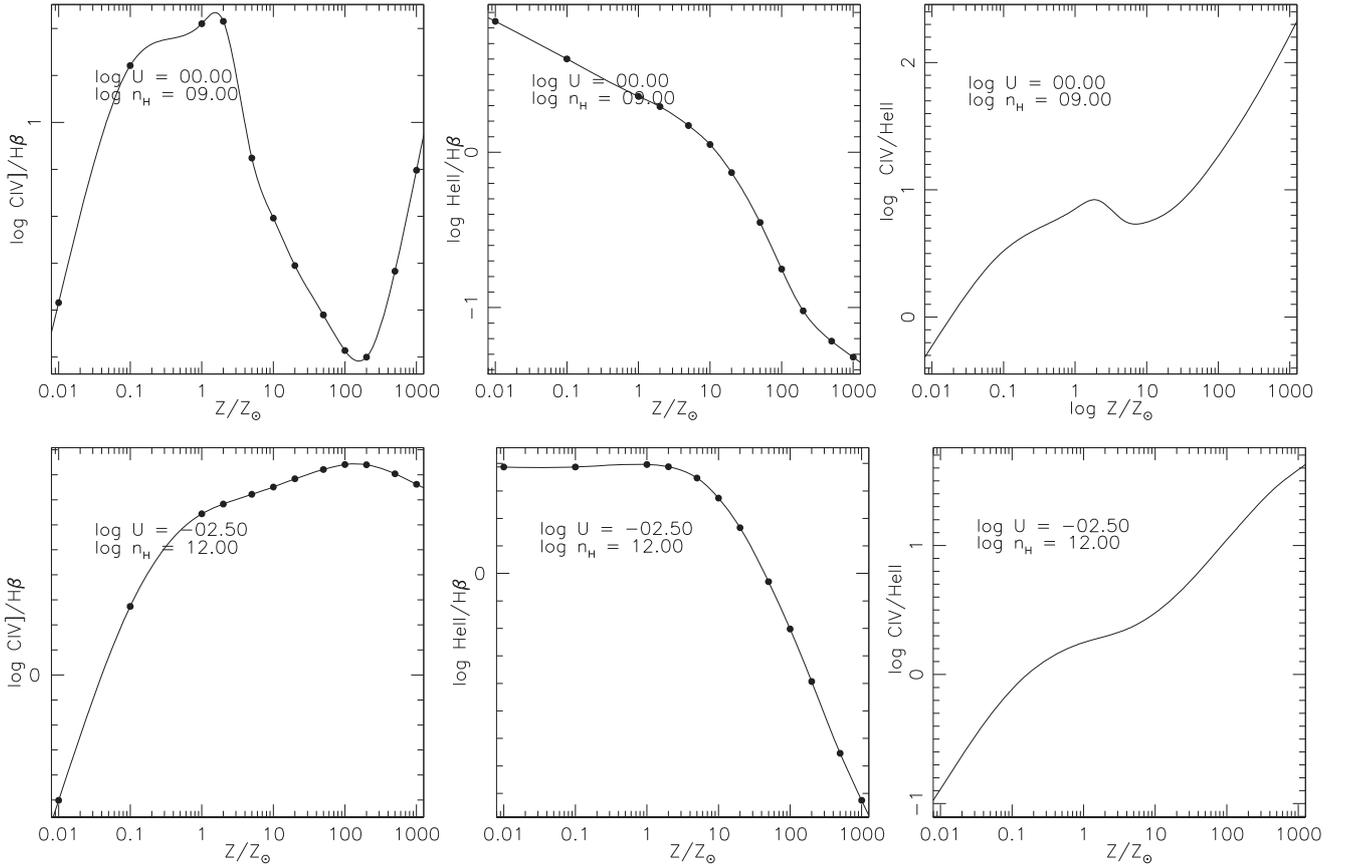 log CIV]/Hβ
1
log U = 00.00
log n_H = 09.00
0.01 0.1 1 10 100 1000
Z/Z⊙
log HeII/Hβ
0
−1
log U = 00.00
log n_H = 09.00
0.01 0.1 1 10 100 1000
Z/Z⊙
log CIV/HeII
2
1
0
log U = 00.00
log n_H = 09.00
0.01 0.1 1 10 100 1000
log Z/Z⊙
log CIV]/Hβ
0
log U = −02.50
log n_H = 12.00
0.01 0.1 1 10 100 1000
Z/Z⊙
log HeII/Hβ
0
log U = −02.50
log n_H = 12.00
0.01 0.1 1 10 100 1000
Z/Z⊙
log CIV/HeII
1
0
−1
log U = −02.50
log n_H = 12.00
0.01 0.1 1 10 100 1000
Z/Z⊙